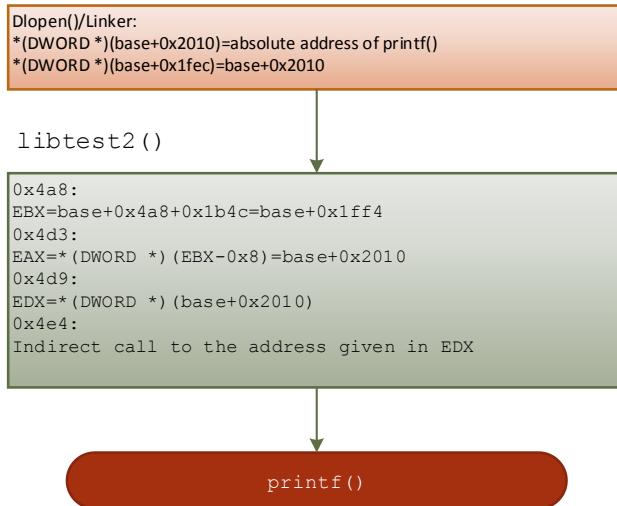 Dlopen()/Linker:
*(DWORD *)(base+0x2010)=absolute address of printf()
*(DWORD *)(base+0x1fec)=base+0x2010
libtest2()
0x4a8:
EBX=base+0x4a8+0x1b4c=base+0x1ff4
0x4d3:
EAX=*(DWORD *)(EBX-0x8)=base+0x2010
0x4d9:
EDX=*(DWORD *)(base+0x2010)
0x4e4:
Indirect call to the address given in EDX
printf()